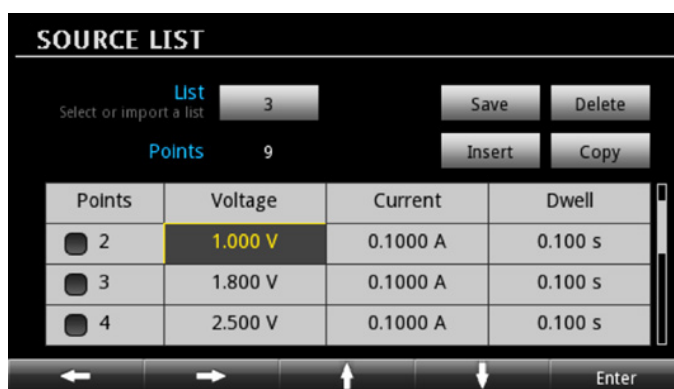 SOURCE LIST
List 3 Save Delete
Select or import a list
Points 9 Insert Copy
Points Voltage Current Dwell
2 1.000 V 0.1000 A 0.100 s
3 1.800 V 0.1000 A 0.100 s
4 2.500 V 0.1000 A 0.100 s
Enter